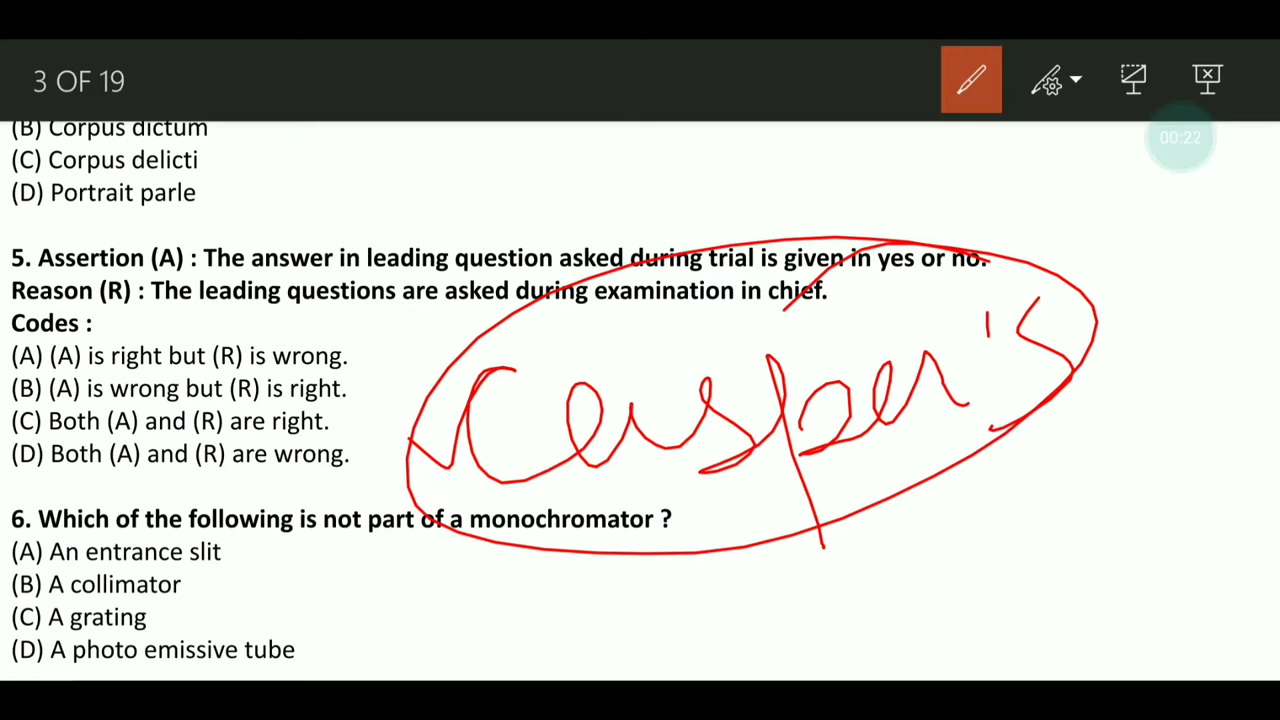 3 OF 19
00:22
(B) Corpus dictum
(C) Corpus delicti
(D) Portrait parle
5. Assertion (A) : The answer in leading question asked during trial is given in yes or no.
Reason (R) : The leading questions are asked during examination in chief.
Codes :
(A) (A) is right but (R) is wrong.
(B) (A) is wrong but (R) is right.
(C) Both (A) and (R) are right.
(D) Both (A) and (R) are wrong.
Casper's
6. Which of the following is not part of a monochromator ?
(A) An entrance slit
(B) A collimator
(C) A grating
(D) A photo emissive tube